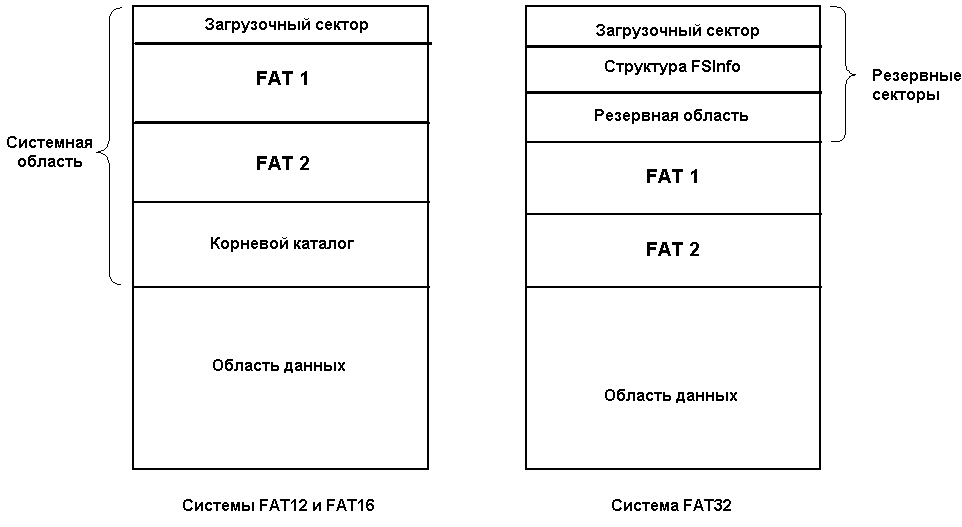 Загрузочный сектор
FAT 1
FAT 2
Корневой каталог
Область данных
Системная
область
Системы FAT12 и FAT16
Загрузочный сектор
Структура FSInfo
Резервная область
FAT 1
FAT 2
Область данных
Резервные
секторы
Система FAT32